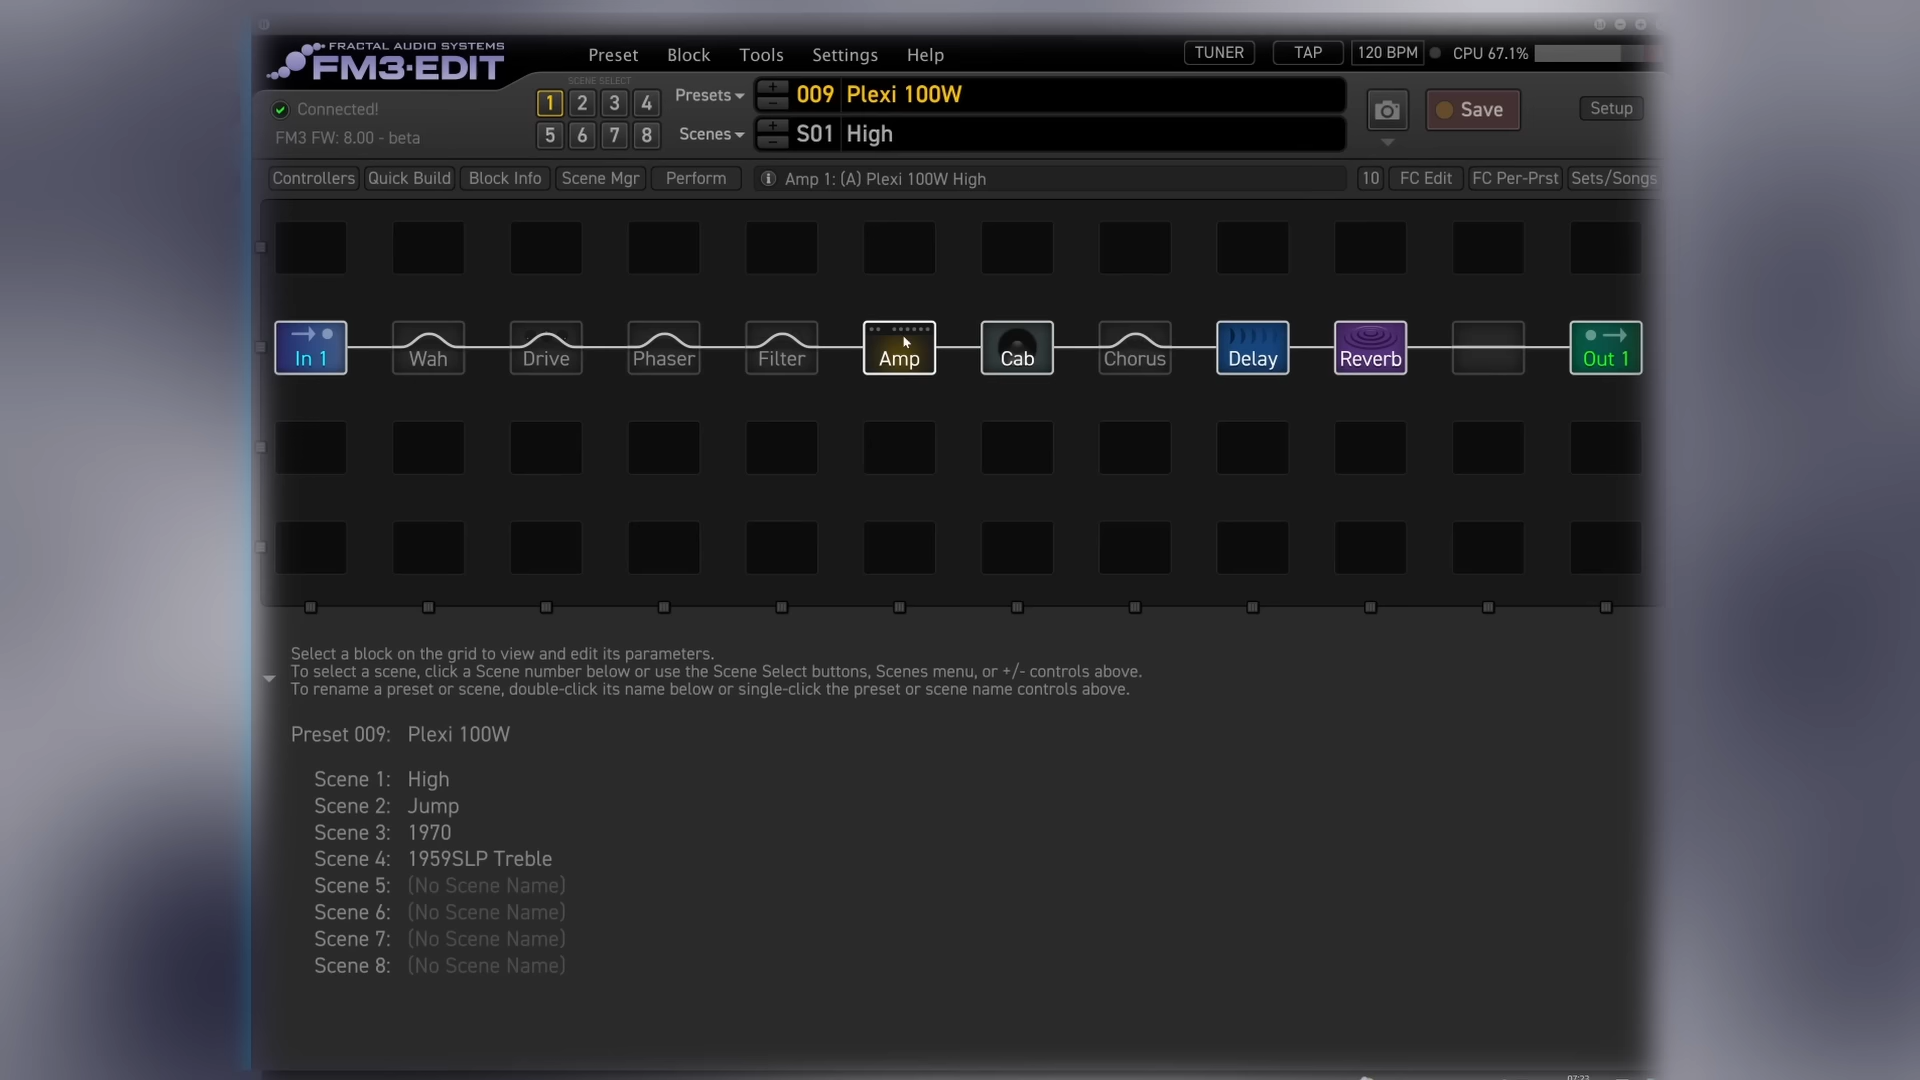 FRACTAL AUDIO SYSTEMS
FM3-EDIT
Preset Block Tools Settings Help
TUNER TAP 120 BPM CPU 67.1%
Connected!
FM3 FW: 8.00 - beta
SCENE SELECT
1 2 3 4
5 6 7 8
Presets
Scenes
009 Plexi 100W
S01 High
Save
Setup
Controllers Quick Build Block Info Scene Mgr Perform
Amp 1: (A) Plexi 100W High
10 FC Edit FC Per-Prst Sets/Songs
In 1 Wah Drive Phaser Filter Amp Cab Chorus Delay Reverb Out 1
Select a block on the grid to view and edit its parameters.
To select a scene, click a Scene number below or use the Scene Select buttons, Scenes menu, or +/- controls above.
To rename a preset or scene, double-click its name below or single-click the preset or scene name controls above.
Preset 009: Plexi 100W
Scene 1: High
Scene 2: Jump
Scene 3: 1970
Scene 4: 1959SLP Treble
Scene 5: (No Scene Name)
Scene 6: (No Scene Name)
Scene 7: (No Scene Name)
Scene 8: (No Scene Name)